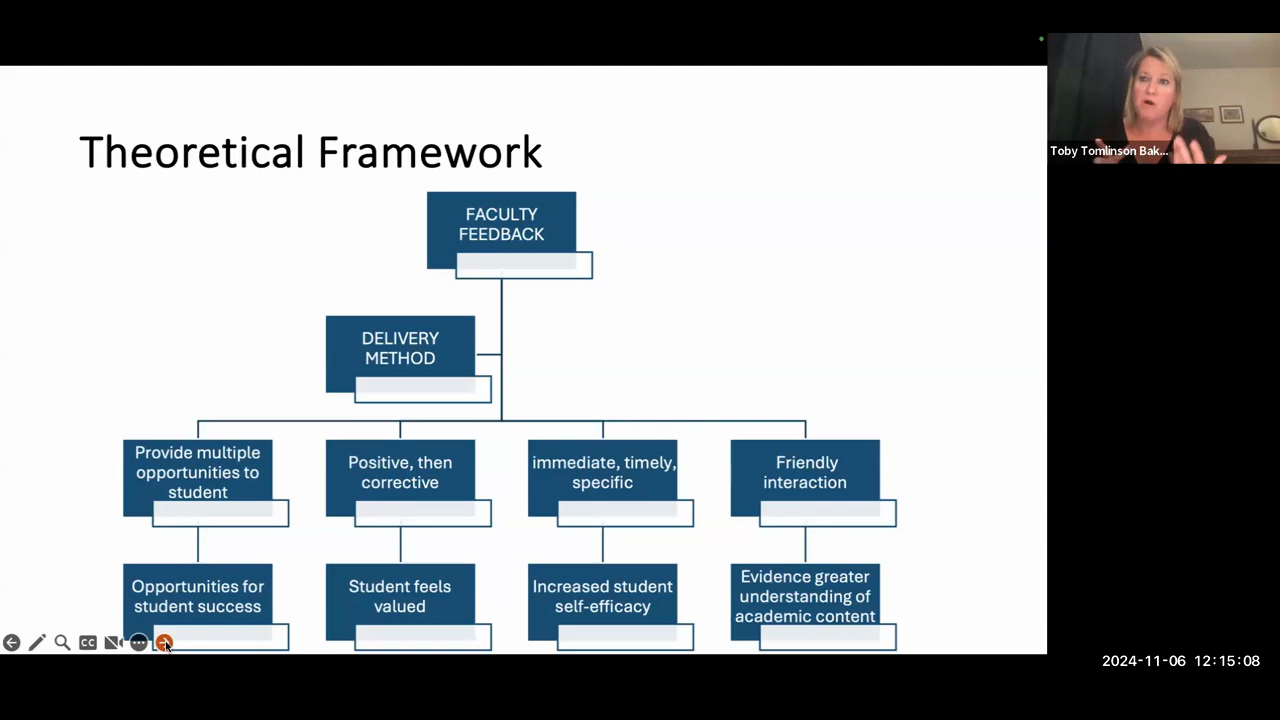 Theoretical Framework
FACULTY
FEEDBACK
DELIVERY
METHOD
Provide multiple
opportunities to
student
Positive, then
corrective
immediate, timely,
specific
Friendly
interaction
Opportunities for
student success
Student feels
valued
Increased student
self-efficacy
Evidence greater
understanding of
academic content
CC
Toby Tomlinson Bak...
2024-11-06 12:15:08